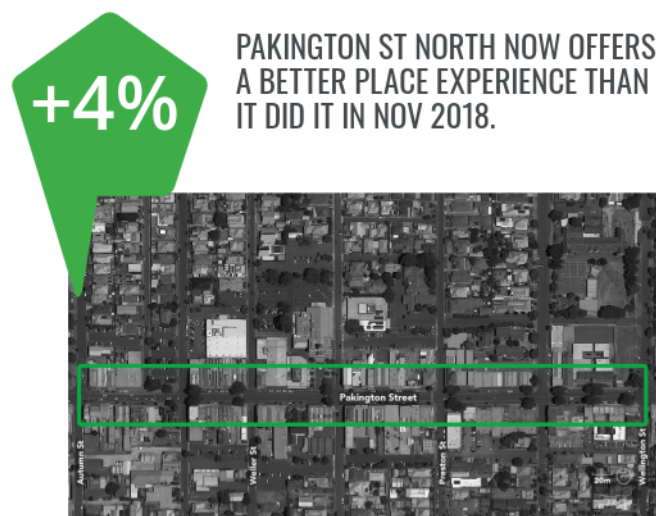 +4%
PAKINGTON ST NORTH NOW OFFERS
A BETTER PLACE EXPERIENCE THAN
IT DID IT IN NOV 2018.
Pakington Street
Autumn St
Weller St
Preston St
Wellington St
20m